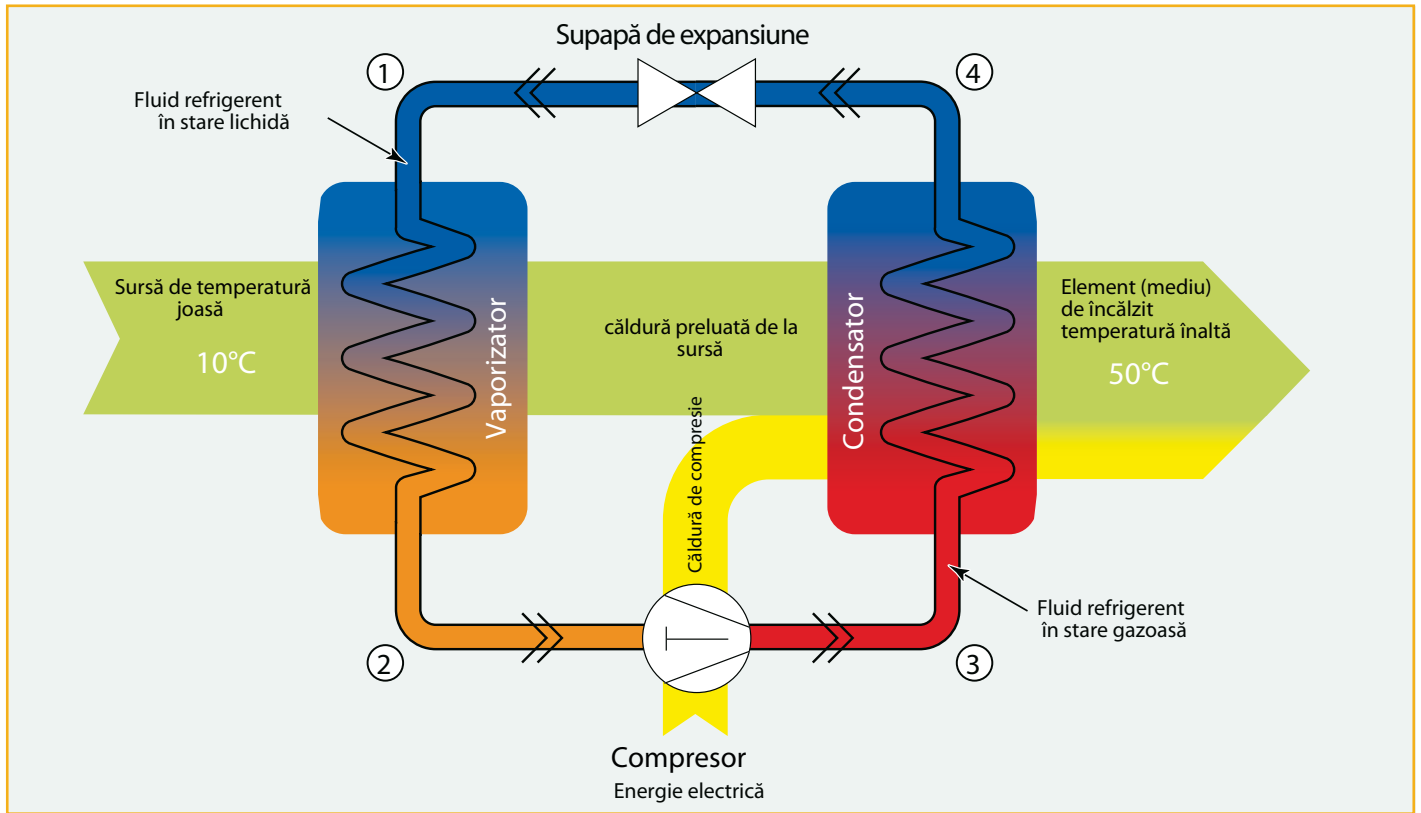 Supapă de expansiune
1
4
Fluid refrigerent
în stare lichidă
Sursă de temperatură
joasă
10°C
Vaporizator
căldură preluată de la
sursă
Condensator
Element (mediu)
de încălzit
temperatură înaltă
50°C
Căldură de compresie
Fluid refrigerent
în stare gazoasă
2
3
Compresor
Energie electrică